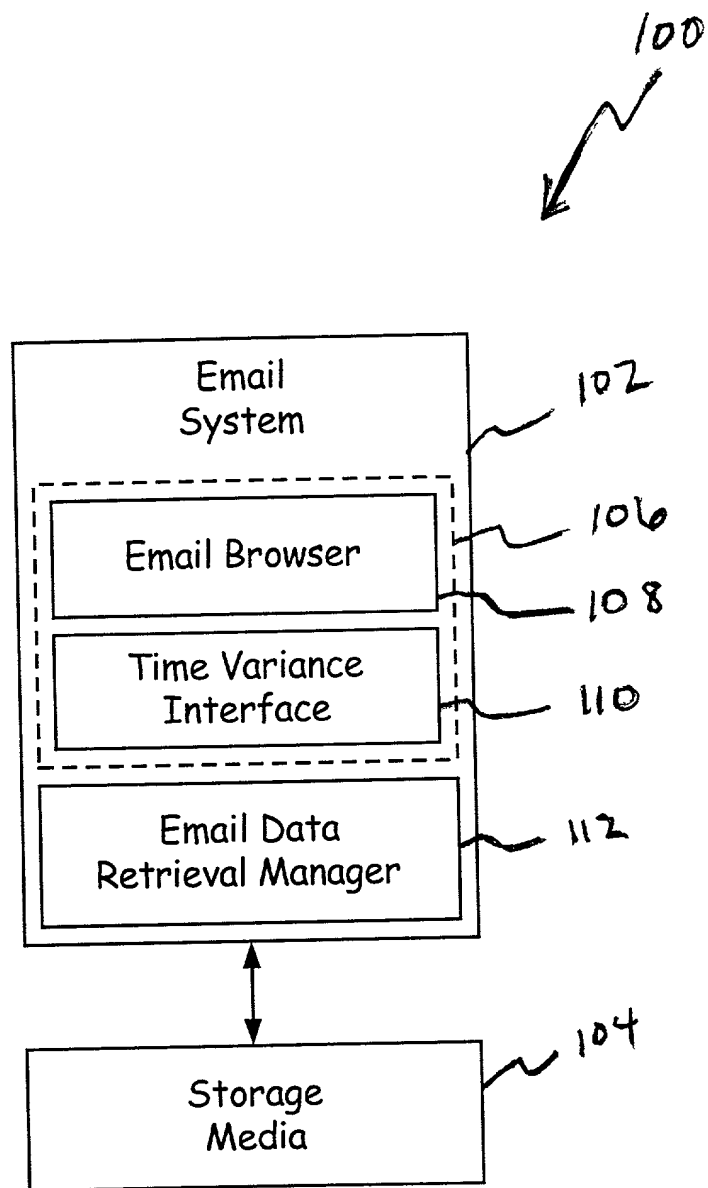 100
Email
System
102
106
Email Browser
108
Time Variance
Interface
110
Email Data
Retrieval Manager
112
104
Storage
Media